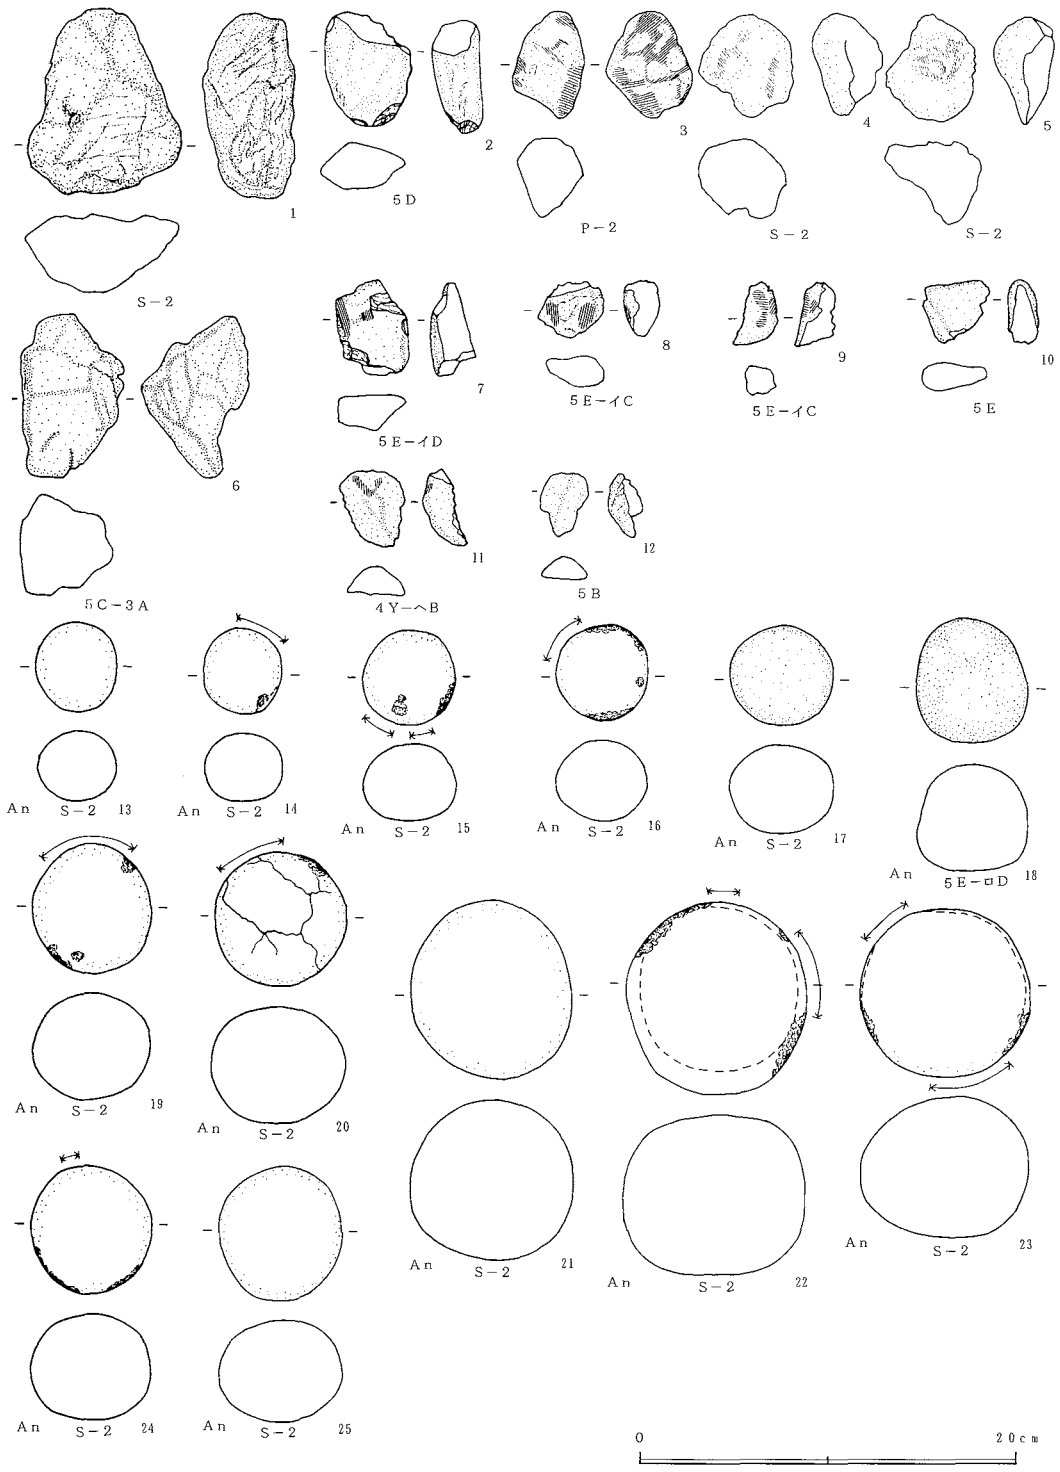 1
S-2
2
5D
3
P-2
4
S-2
5
S-2
6
5C-3A
7
5E-イD
8
5E-イC
9
5E-イC
10
5E
11
4Y-ヘB
12
5B
An S-2 13
An S-2 14
An S-2 15
An S-2 16
An S-2 17
An 5E-ロD 18
An S-2 19
An S-2 20
An S-2 21
An S-2 22
An S-2 23
An S-2 24
An S-2 25
0 20cm